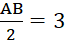 AB/2 = 3